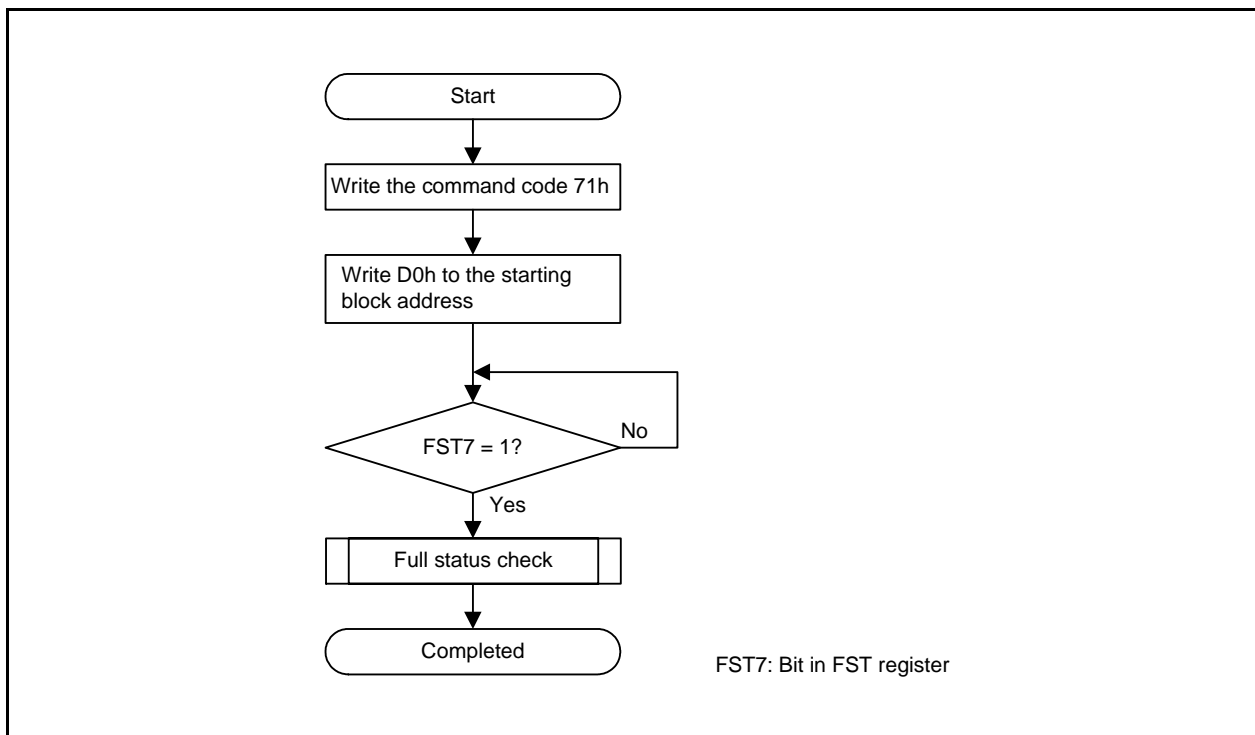 Start
Write the command code 71h
Write D0h to the starting
block address
FST7 = 1?
No
Yes
Full status check
Completed
FST7: Bit in FST register